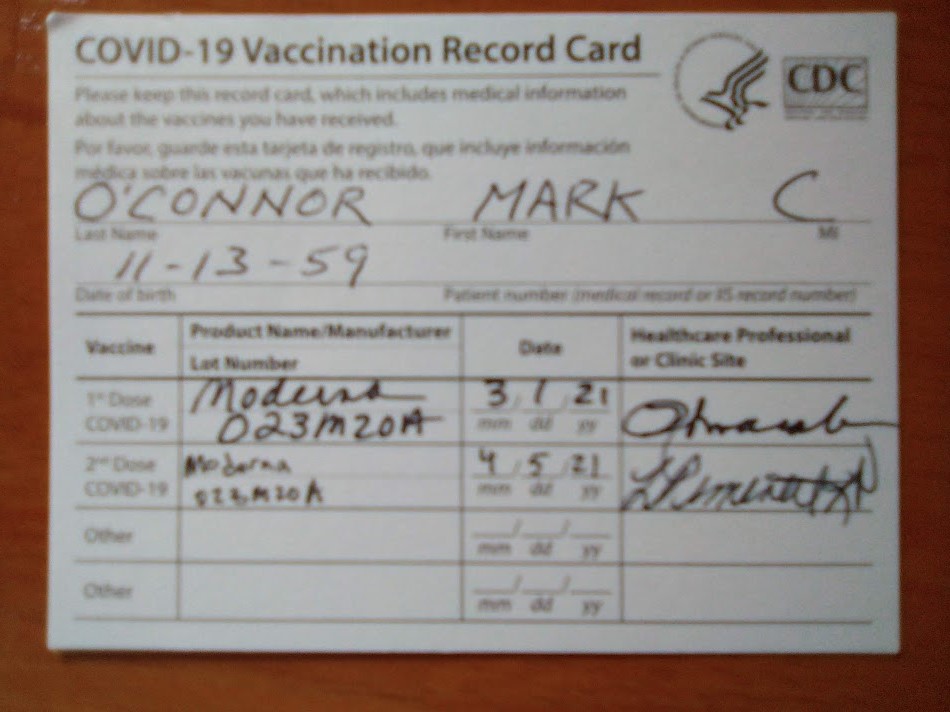 COVID-19 Vaccination Record Card
CDC
Please keep this record card, which includes medical information
about the vaccines you have received.
Por favor, guarde esta tarjeta de registro, que incluye información
médica sobre las vacunas que ha recibido.
O'CONNOR MARK C
Last Name First Name MI
11-13-59
Date of birth Patient number (medical record or IIS record number)
Vaccine Product Name/Manufacturer Date Healthcare Professional
Lot Number or Clinic Site
1st Dose Moderna 3/1/21
COVID-19 023M20A mm dd yy
2nd Dose Moderna 4/5/21
COVID-19 023M20A mm dd yy
Other / /
mm dd yy
Other / /
mm dd yy